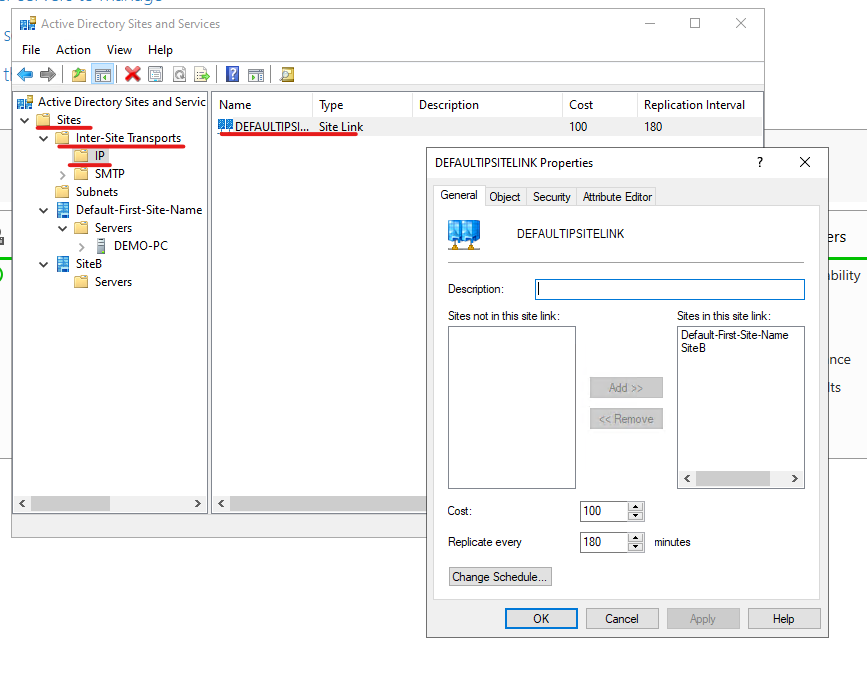 er servers to manage
Active Directory Sites and Services
File Action View Help
Active Directory Sites and Servic
Sites
Inter-Site Transports
IP
SMTP
Subnets
Default-First-Site-Name
Servers
DEMO-PC
SiteB
Servers
Name Type Description Cost Replication Interval
DEFAULTIPSI... Site Link 100 180
DEFAULTIPSITELINK Properties
?
General Object Security Attribute Editor
DEFAULTIPSITELINK
Description:
Sites not in this site link: Sites in this site link:
Default-First-Site-Name
SiteB
Add >>
<< Remove
Cost: 100
Replicate every 180 minutes
Change Schedule...
OK Cancel Apply Help
ers
bility
nce
lts